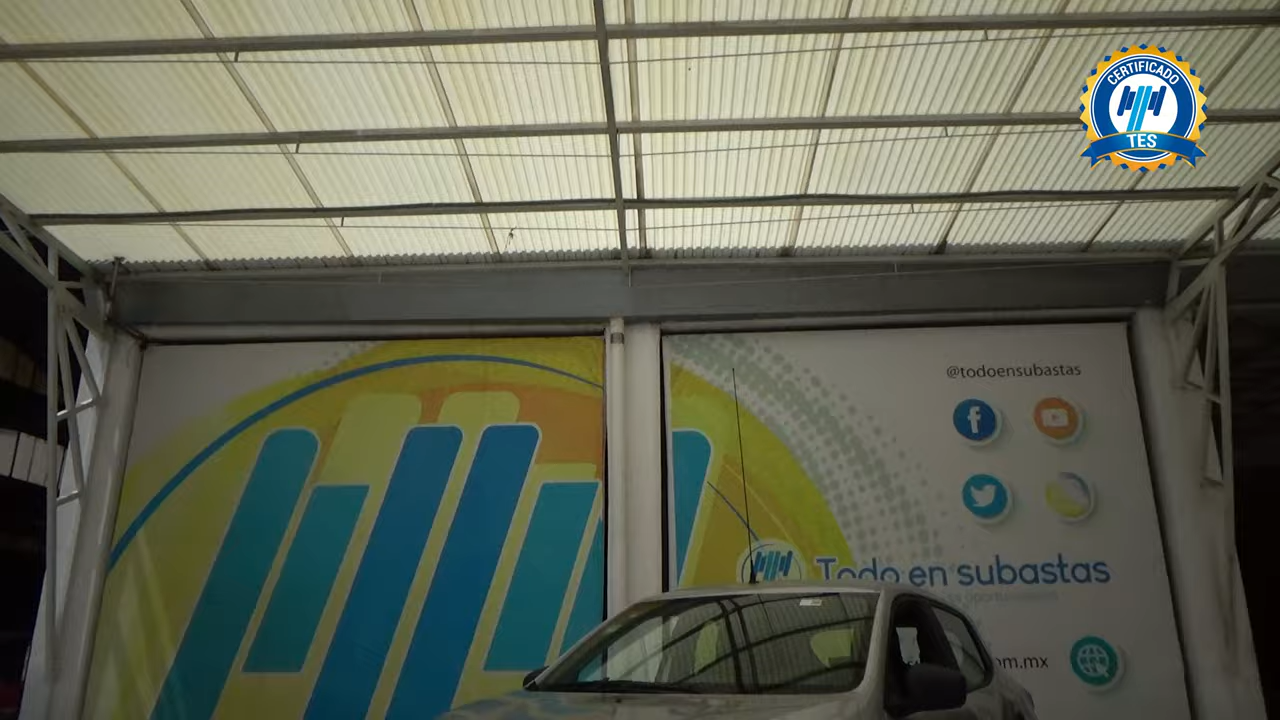 CERTIFICADO
TES
@todoensubastas
Todo en subastas
om.mx